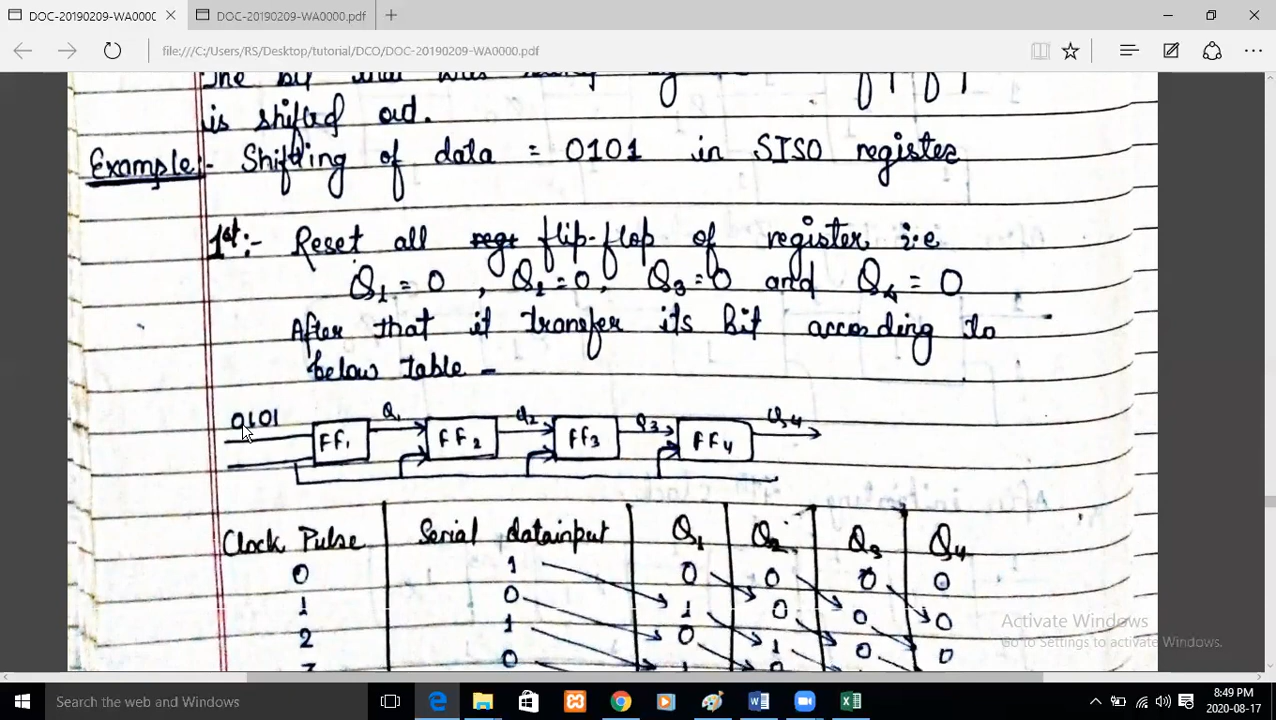 DOC-20190209-WA000(
DOC-20190209-WA0000.pdf
file:///C:/Users/RS/Desktop/tutorial/DCO/DOC-20190209-WA0000.pdf
is shifted out.
Example:- Shifting of data = 0101 in SISO register
1st:- Reset all flip-flop of register i.e
Q1 = 0 , Q2 = 0, Q3 = 0 and Q4 = 0
After that it transfer its bit according to
below table -
0101 Q1 Q2 Q3 Q4
FF1 FF2 FF3 FF4
Clock Pulse Serial datainput Q1 Q2 Q3 Q4
0 1 0 0 0 0
1 0 1 0 0 0
2 1 0 1 0 0
0
Activate Windows
Go to Settings to activate Windows.
Search the web and Windows
8:49 PM
2020-08-17